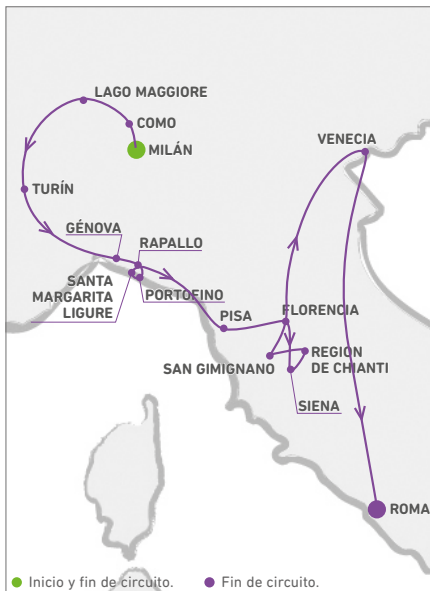 LAGO MAGGIORE
COMO
MILÁN
VENECIA
TURÍN
GÉNOVA
RAPALLO
SANTA
MARGARITA
LIGURE
PORTOFINO
PISA
FLORENCIA
SAN GIMIGNANO
REGION
DE CHIANTI
SIENA
ROMA
Inicio y fin de circuito.
Fin de circuito.